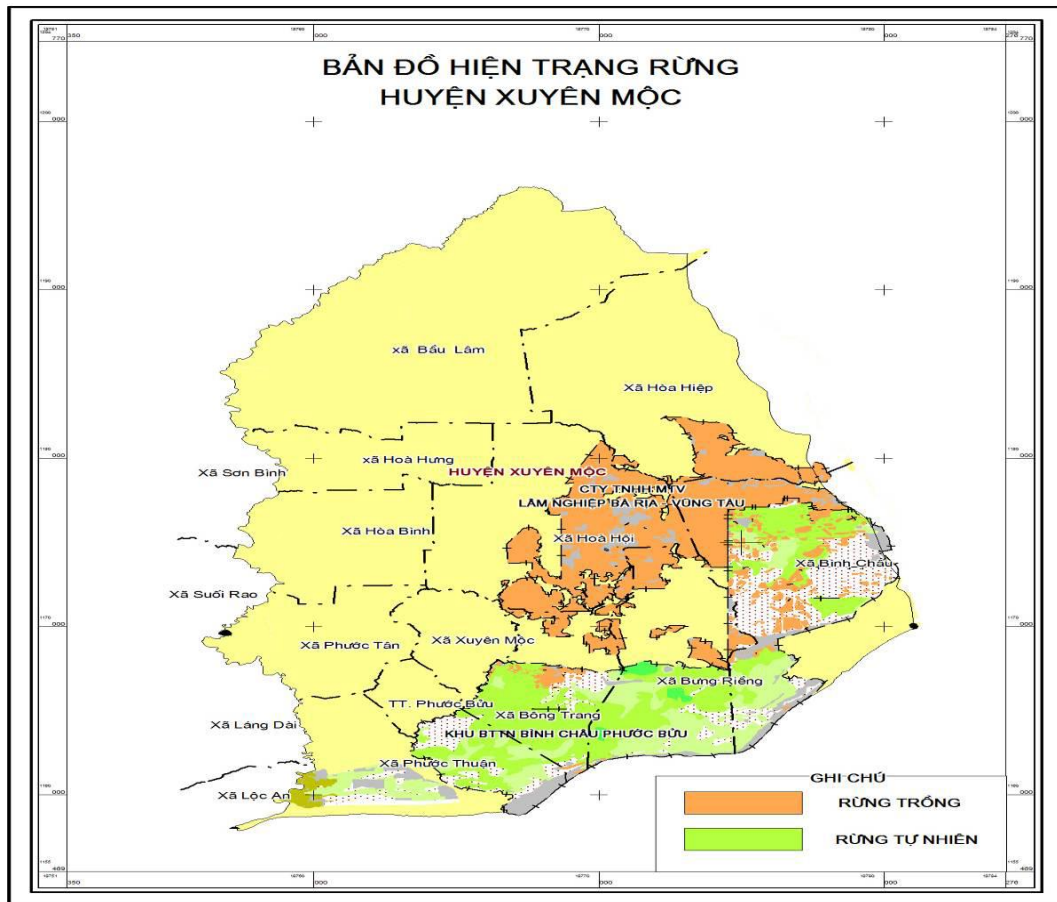 BẢN ĐỒ HIỆN TRẠNG RỪNG
HUYỆN XUYÊN MỘC
xã Bầu Lâm
Xã Hòa Hiệp
xã Hoà Hưng
Xã Sơn Bình
HUYỆN XUYÊN MỘC
CTY TNHH MTV
LÂM NGHIỆP BÀ RỊA - VŨNG TÀU
Xã Hòa Bình
Xã Hoà Hội
Xã Bình Châu
Xã Suối Rao
Xã Phước Tân
Xã Xuyên Mộc
Xã Bưng Riềng
TT. Phước Bửu
Xã Bông Trang
Xã Láng Dài
KHU BTTN BÌNH CHÂU PHƯỚC BỬU
Xã Phước Thuận
Xã Lộc An
GHI CHÚ
RỪNG TRỒNG
RỪNG TỰ NHIÊN